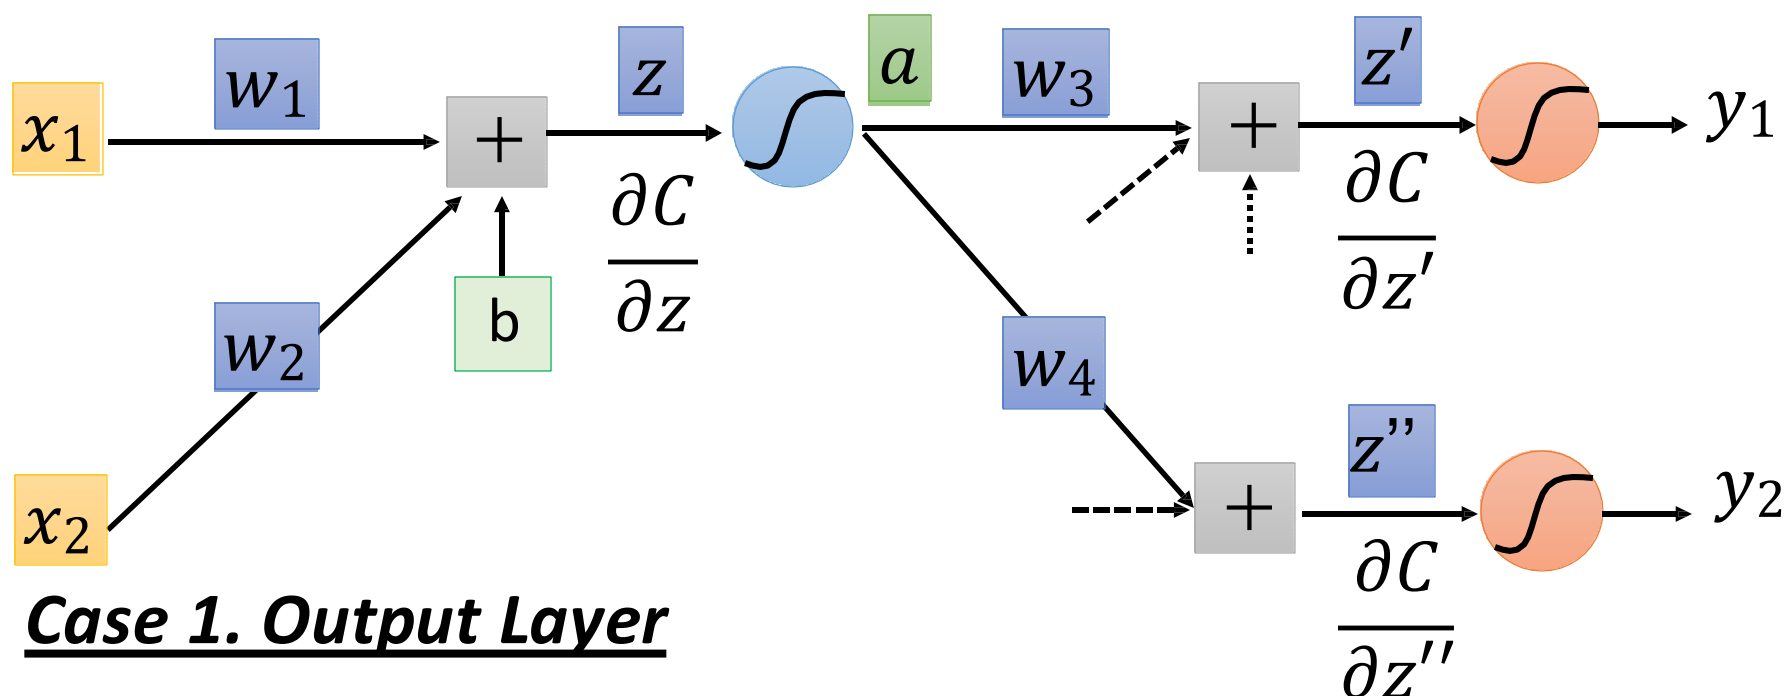 x₁ w₁ + z a w₃ + z′ y₁
∂C/∂z
∂C/∂z′
w₂ b
w₄
x₂ + z” y₂
∂C/∂z′′
Case 1. Output Layer